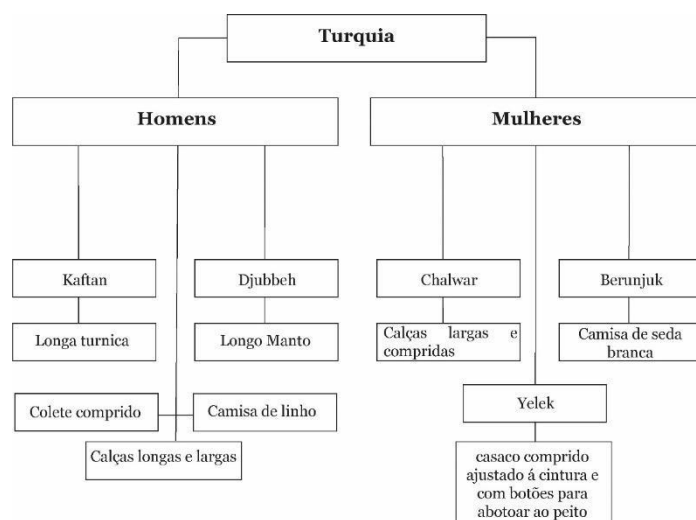 Turquia
Homens
Mulheres
Kaftan
Djubbeh
Chalwar
Berunjuk
Longa turnica
Longo Manto
Calças largas e
compridas
Camisa de seda
branca
Colete comprido
Camisa de linho
Yelek
Calças longas e largas
casaco comprido
ajustado á cintura e
com botões para
abotoar ao peito